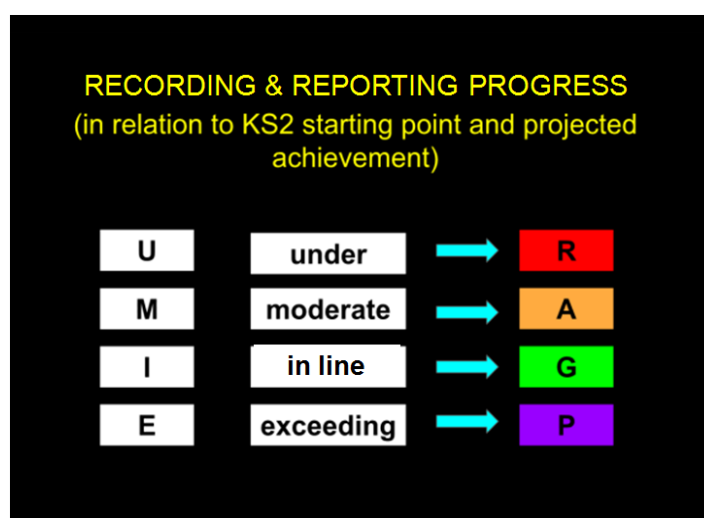 RECORDING & REPORTING PROGRESS
(in relation to KS2 starting point and projected
achievement)
U under R
M moderate A
I in line G
E exceeding P